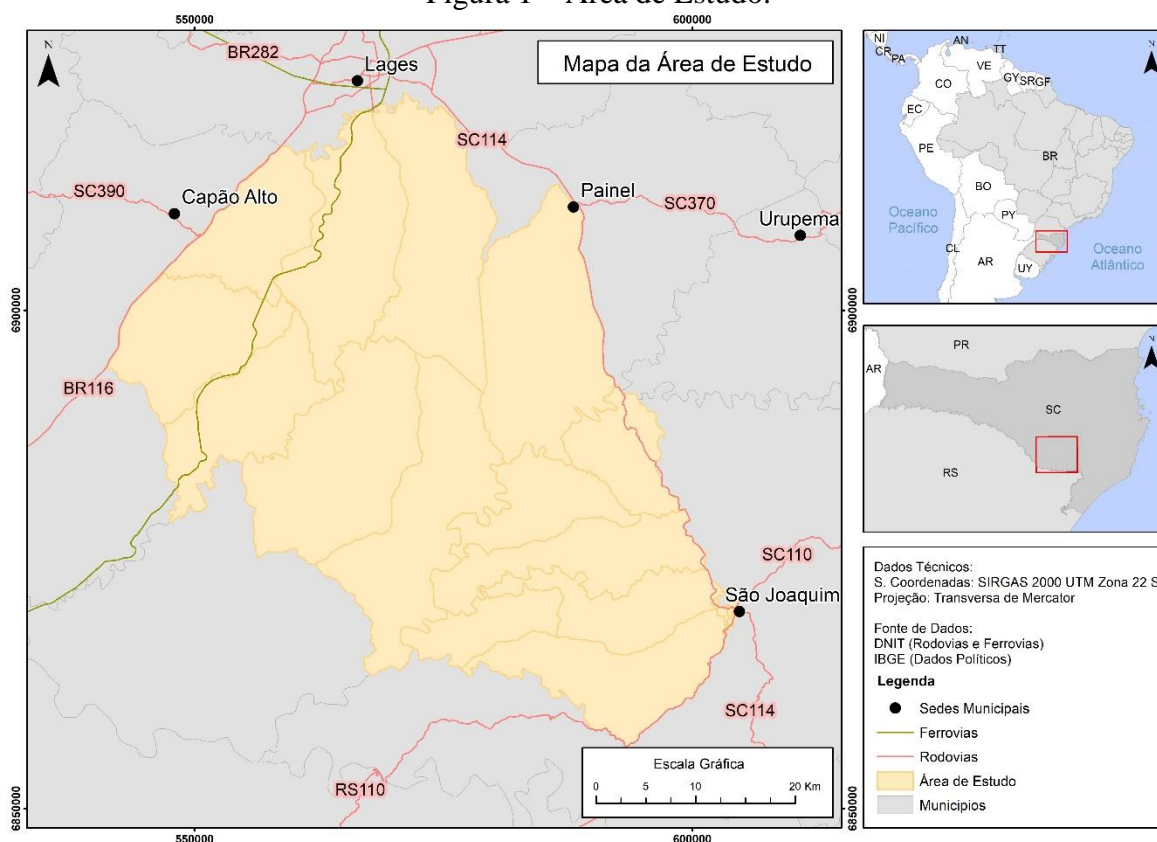 Figura 1 – Área de Estudo.
550000
600000
N
BR282
Lages
Mapa da Área de Estudo
SC114
SC390
Capão Alto
Painel
SC370
Urupema
6900000
6900000
BR116
SC110
São Joaquim
SC114
RS110
Escala Gráfica
0 5 10 20 Km
6850000
6850000
550000
600000
NI
CR
PA
AN
TT
VE
GY
SR
GF
CO
EC
PE
BR
BO
PY
Oceano
Pacífico
CL
AR
UY
Oceano
Atlântico
N
PR
AR
SC
RS
N
Dados Técnicos:
S. Coordenadas: SIRGAS 2000 UTM Zona 22 S
Projeção: Transversa de Mercator
Fonte de Dados:
DNIT (Rodovias e Ferrovias)
IBGE (Dados Políticos)
Legenda
Sedes Municipais
Ferrovias
Rodovias
Área de Estudo
Municipios